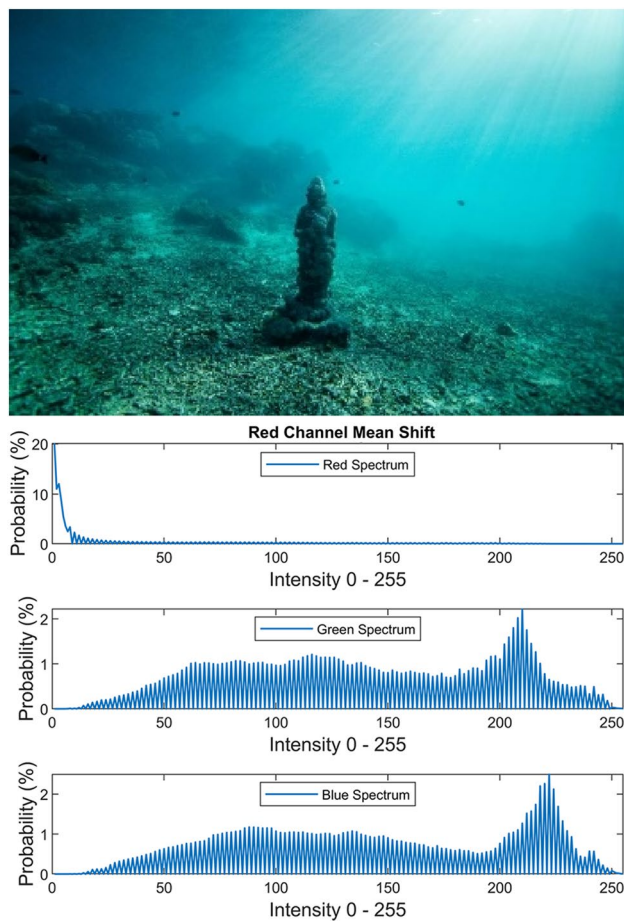 Red Channel Mean Shift
Probability (%)
20
10
0
Red Spectrum
0 50 100 150 200 250
Intensity 0 - 255
Probability (%)
2
1
0
Green Spectrum
0 50 100 150 200 250
Intensity 0 - 255
Probability (%)
2
1
0
Blue Spectrum
0 50 100 150 200 250
Intensity 0 - 255